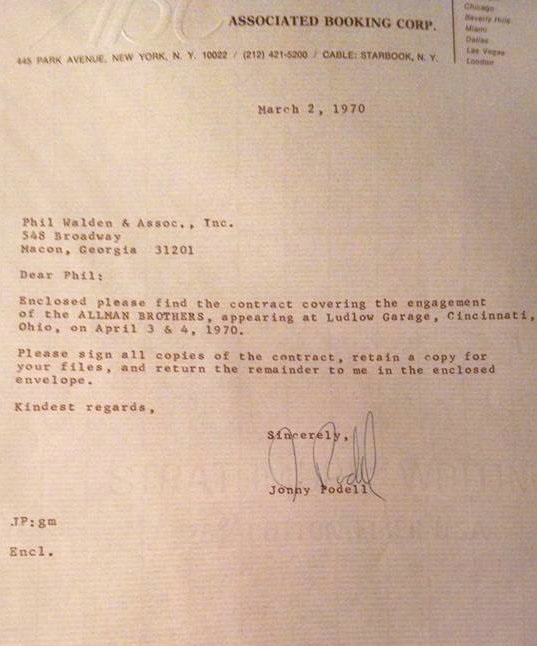 ABC
ASSOCIATED BOOKING CORP.
Chicago
Beverly Hills
Miami
Dallas
Las Vegas
London
445 PARK AVENUE, NEW YORK, N. Y. 10022 / (212) 421-5200 / CABLE: STARBOOK, N. Y.
March 2, 1970
Phil Walden & Assoc., Inc.
548 Broadway
Macon, Georgia 31201
Dear Phil:
Enclosed please find the contract covering the engagement
of the ALLMAN BROTHERS, appearing at Ludlow Garage, Cincinnati,
Ohio, on April 3 & 4, 1970.
Please sign all copies of the contract, retain a copy for
your files, and return the remainder to me in the enclosed
envelope.
Kindest regards,
Sincerely,
J. Podell
Jonny Podell
JP:gm
Encl.